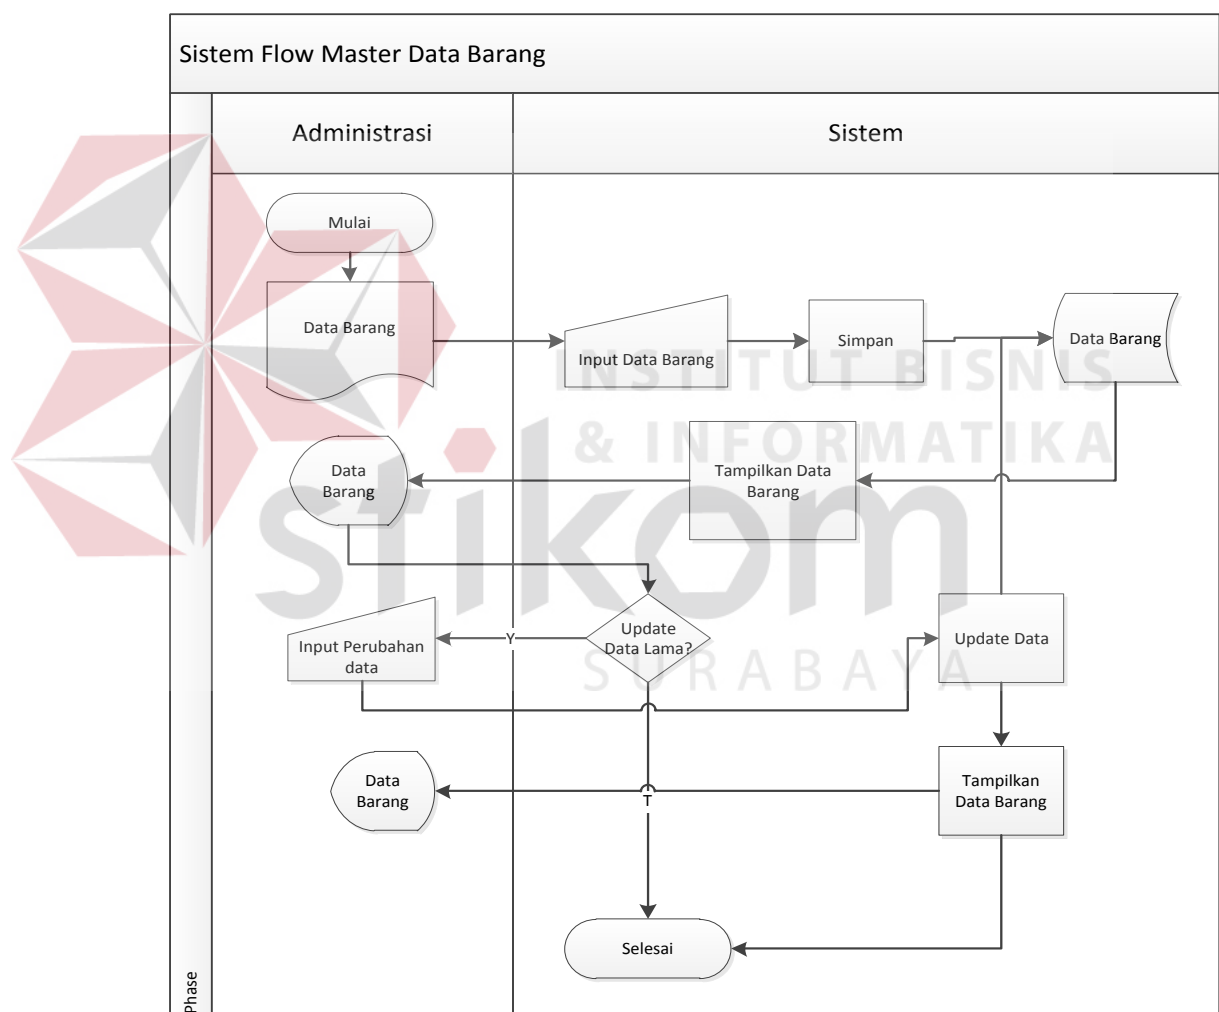 Sistem Flow Master Data Barang
Administrasi
Sistem
Mulai
Data Barang
Input Data Barang
Simpan
Data Barang
INSTITUT BISNIS
& INFORMATIKA
Data
Barang
Tampilkan Data
Barang
stikom
Update
Data Lama?
Y
Input Perubahan
data
Update Data
SURABAYA
Data
Barang
T
Tampilkan
Data Barang
Selesai
Phase